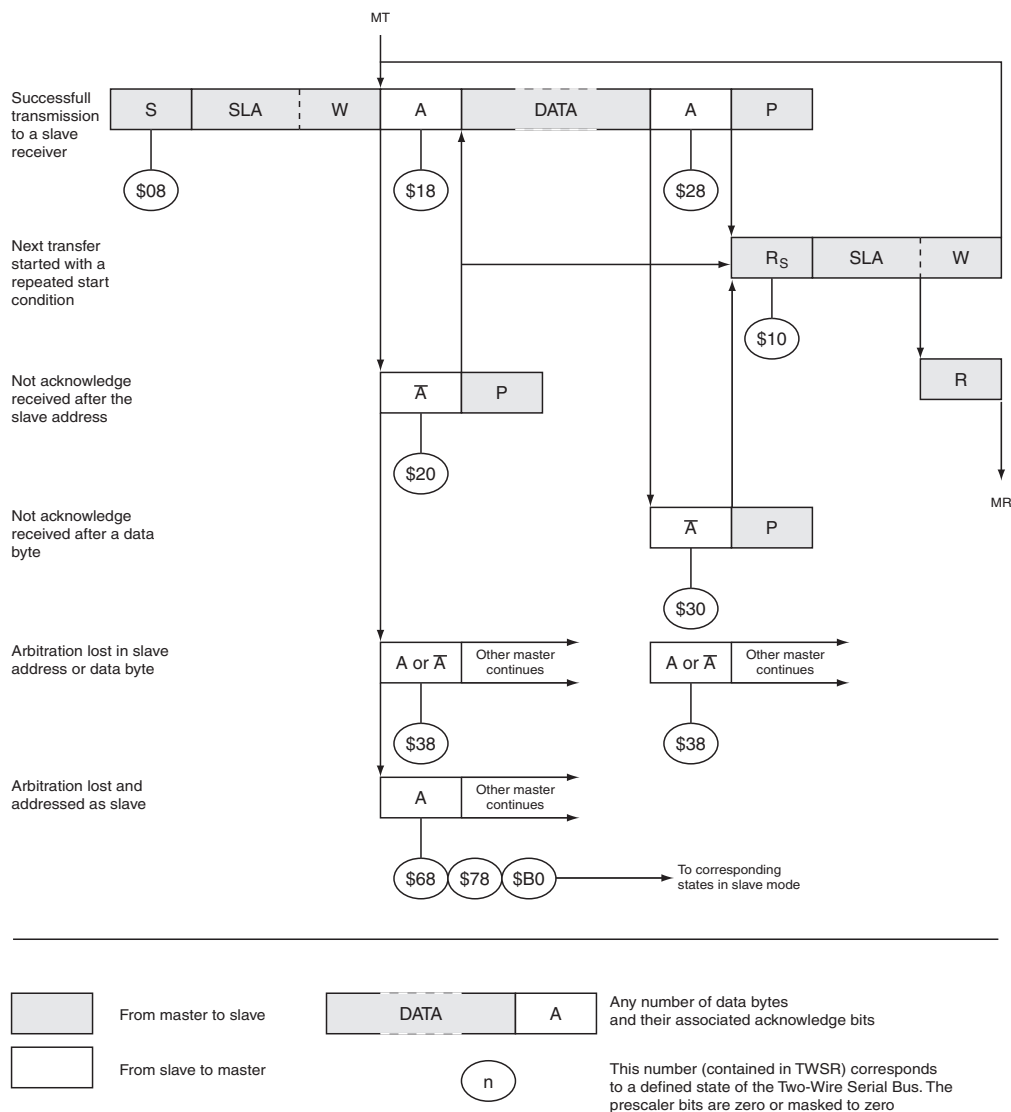 MT
Successfull
transmission
to a slave
receiver
S SLA W A DATA A P
$08 $18 $28
Next transfer
started with a
repeated start
condition
RS SLA W
$10
Not acknowledge
received after the
slave address
A̅ P
R
$20
MR
Not acknowledge
received after a data
byte
A̅ P
$30
Arbitration lost in slave
address or data byte
A or A̅ Other master
continues
A or A̅ Other master
continues
$38 $38
Arbitration lost and
addressed as slave
A Other master
continues
$68 $78 $B0 To corresponding
states in slave mode
From master to slave
DATA A Any number of data bytes
and their associated acknowledge bits
From slave to master
n This number (contained in TWSR) corresponds
to a defined state of the Two-Wire Serial Bus. The
prescaler bits are zero or masked to zero